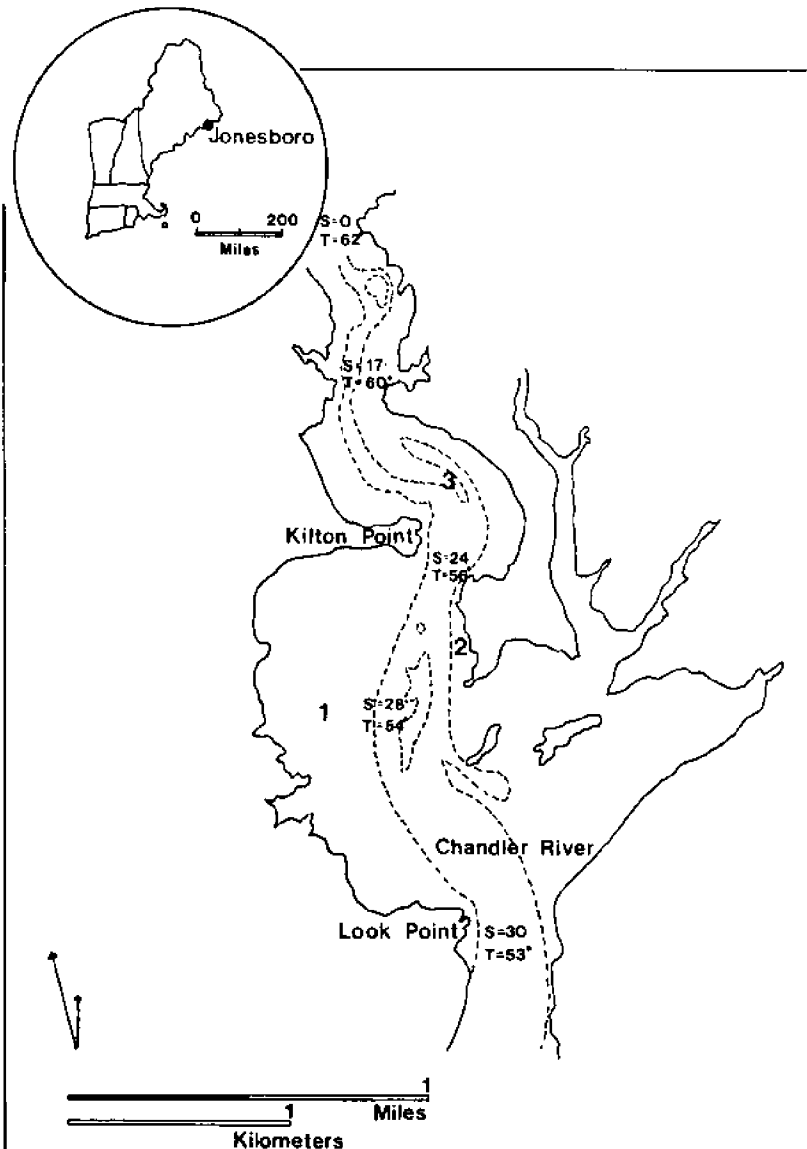 Jonesboro
0 200
Miles
S=0
T=62
S=17
T=60°
3
Kilton Point
S=24
T=56
2
1
S=28
T=54
Chandler River
Look Point
S=30
T=53°
1
Miles
1
Kilometers